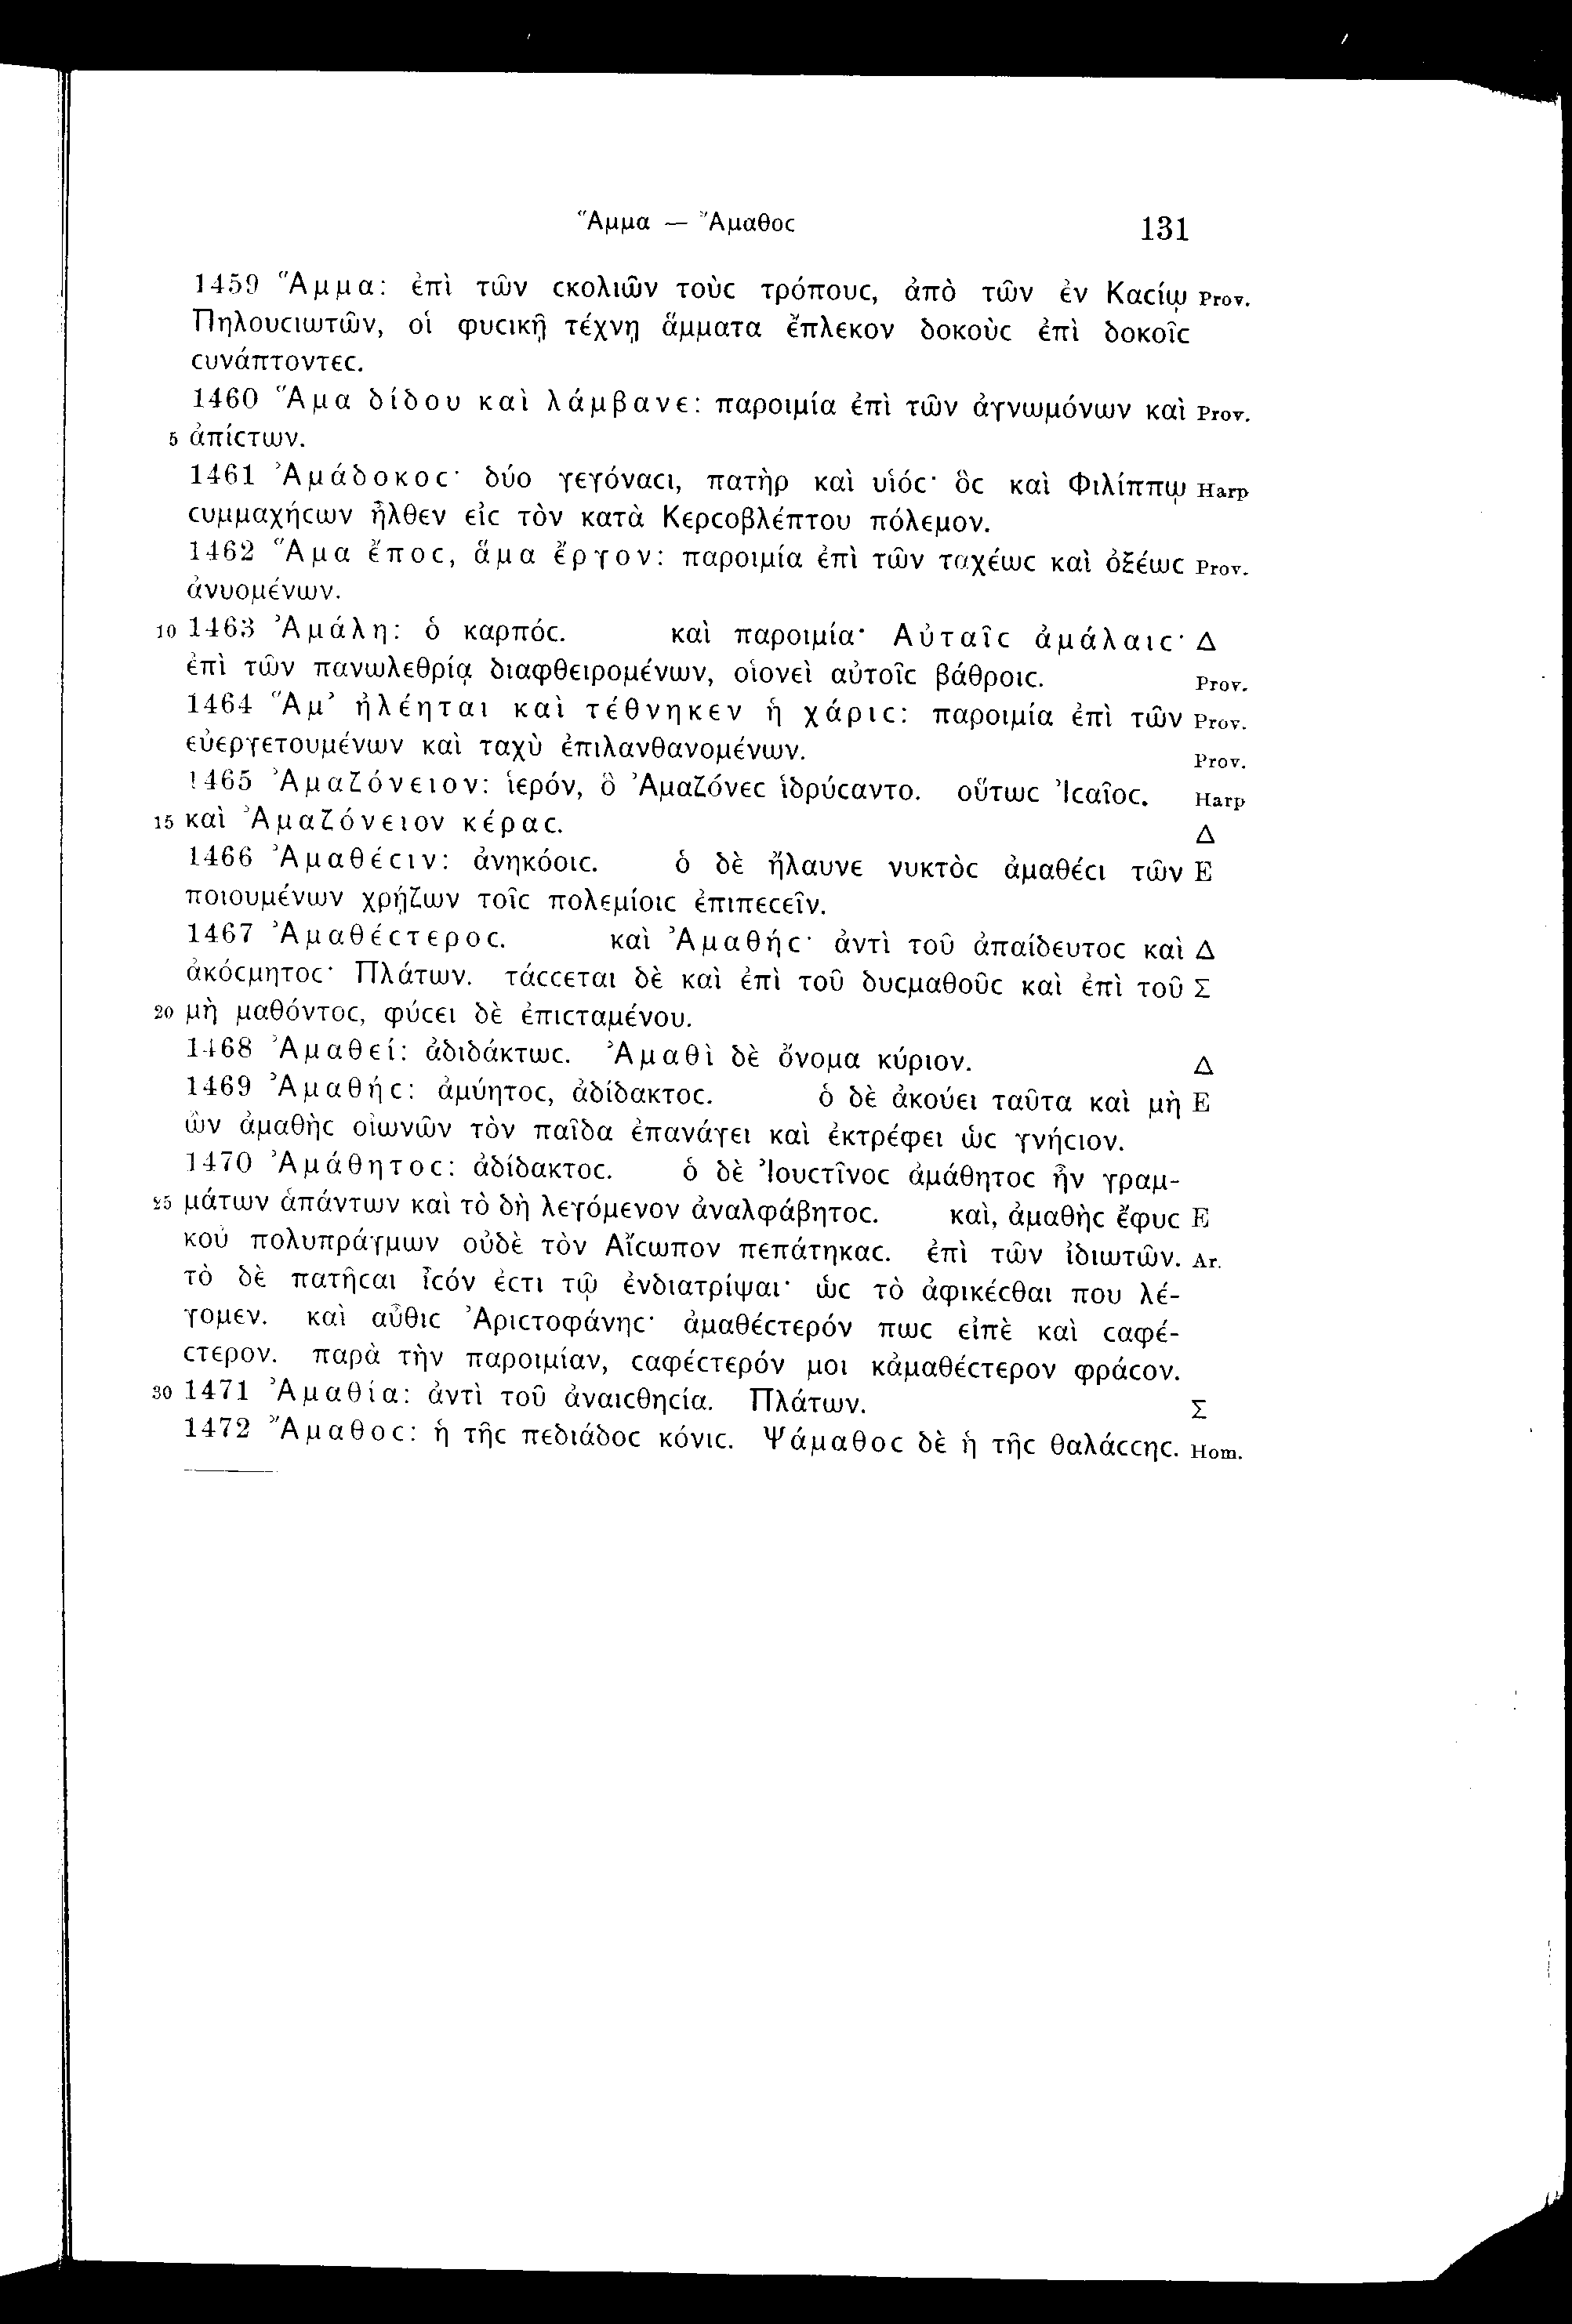 Ἅμμα — Ἄμαθοϲ 131
1459 Ἅμμα: ἐπὶ τῶν ϲκολιῶν τοὺϲ τρόπουϲ, ἀπὸ τῶν ἐν Καϲίῳ Prov.
Πηλουϲιωτῶν, οἱ φυϲικῇ τέχνῃ ἅμματα ἔπλεκον δοκοὺϲ ἐπὶ δοκοῖϲ
ϲυνάπτοντεϲ.
1460 Ἅμα δίδου καὶ λάμβανε: παροιμία ἐπὶ τῶν ἀγνωμόνων καὶ Prov.
5 ἀπίϲτων.
1461 Ἀμάδοκοϲ· δύο γεγόναϲι, πατὴρ καὶ υἱόϲ· ὃϲ καὶ Φιλίππῳ Harp
ϲυμμαχήϲων ἦλθεν εἰϲ τὸν κατὰ Κερϲοβλέπτου πόλεμον.
1462 Ἅμα ἔποϲ, ἅμα ἔργον: παροιμία ἐπὶ τῶν ταχέωϲ καὶ ὀξέωϲ Prov.
ἀνυομένων.
10 1463 Ἀμάλη: ὁ καρπόϲ. καὶ παροιμία· Αὐταῖϲ ἀμάλαιϲ· Δ
ἐπὶ τῶν πανωλεθρίᾳ διαφθειρομένων, οἱονεὶ αὐτοῖϲ βάθροιϲ. Prov.
1464 Ἅμ’ ἠλέηται καὶ τέθνηκεν ἡ χάριϲ: παροιμία ἐπὶ τῶν Prov.
εὐεργετουμένων καὶ ταχὺ ἐπιλανθανομένων. Prov.
1465 Ἀμαζόνειον: ἱερόν, ὃ Ἀμαζόνεϲ ἱδρύϲαντο. οὕτωϲ Ἰϲαῖοϲ. Harp
15 καὶ Ἀμαζόνειον κέραϲ. Δ
1466 Ἀμαθέϲιν: ἀνηκόοιϲ. ὁ δὲ ἤλαυνε νυκτὸϲ ἀμαθέϲι τῶν Ε
ποιουμένων χρῄζων τοῖϲ πολεμίοιϲ ἐπιπεϲεῖν.
1467 Ἀμαθέϲτεροϲ. καὶ Ἀμαθήϲ· ἀντὶ τοῦ ἀπαίδευτοϲ καὶ Δ
ἀκόϲμητοϲ· Πλάτων. τάϲϲεται δὲ καὶ ἐπὶ τοῦ δυϲμαθοῦϲ καὶ ἐπὶ τοῦ Σ
20 μὴ μαθόντοϲ, φύϲει δὲ ἐπιϲταμένου.
1468 Ἀμαθεί: ἀδιδάκτωϲ. Ἀμαθὶ δὲ ὄνομα κύριον. Δ
1469 Ἀμαθήϲ: ἀμύητοϲ, ἀδίδακτοϲ. ὁ δὲ ἀκούει ταῦτα καὶ μὴ Ε
ὢν ἀμαθὴϲ οἰωνῶν τὸν παῖδα ἐπανάγει καὶ ἐκτρέφει ὡϲ γνήϲιον.
1470 Ἀμάθητοϲ: ἀδίδακτοϲ. ὁ δὲ Ἰουϲτῖνοϲ ἀμάθητοϲ ἦν γραμ-
25 μάτων ἁπάντων καὶ τὸ δὴ λεγόμενον ἀναλφάβητοϲ. καὶ, ἀμαθὴϲ ἔφυϲ Ε
κοὐ πολυπράγμων οὐδὲ τὸν Αἴϲωπον πεπάτηκαϲ. ἐπὶ τῶν ἰδιωτῶν. Ar.
τὸ δὲ πατῆϲαι ἶϲόν ἐϲτι τῷ ἐνδιατρίψαι· ὡϲ τὸ ἀφικέϲθαι που λέ-
γομεν. καὶ αὖθιϲ Ἀριϲτοφάνηϲ· ἀμαθέϲτερόν πωϲ εἰπὲ καὶ ϲαφέ-
ϲτερον. παρὰ τὴν παροιμίαν, ϲαφέϲτερόν μοι κἀμαθέϲτερον φράϲον.
30 1471 Ἀμαθία: ἀντὶ τοῦ ἀναιϲθηϲία. Πλάτων. Σ
1472 Ἄμαθοϲ: ἡ τῆϲ πεδιάδοϲ κόνιϲ. Ψάμαθοϲ δὲ ἡ τῆϲ θαλάϲϲηϲ. Hom.